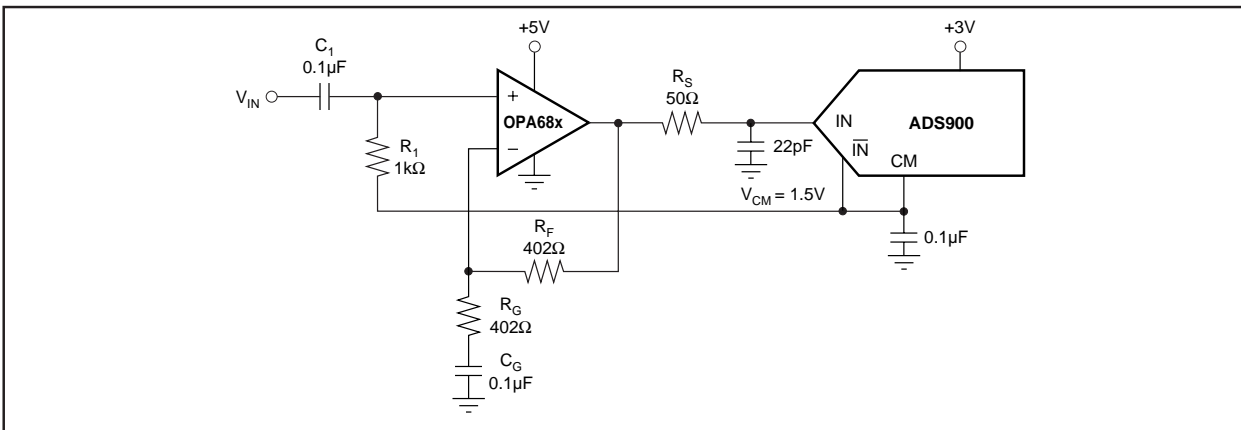 +5V
+3V
C1
0.1µF
VIN
RS
50Ω
+
OPA68x
−
IN
ADS900
IN
CM
R1
1kΩ
22pF
VCM = 1.5V
RF
402Ω
0.1µF
RG
402Ω
CG
0.1µF